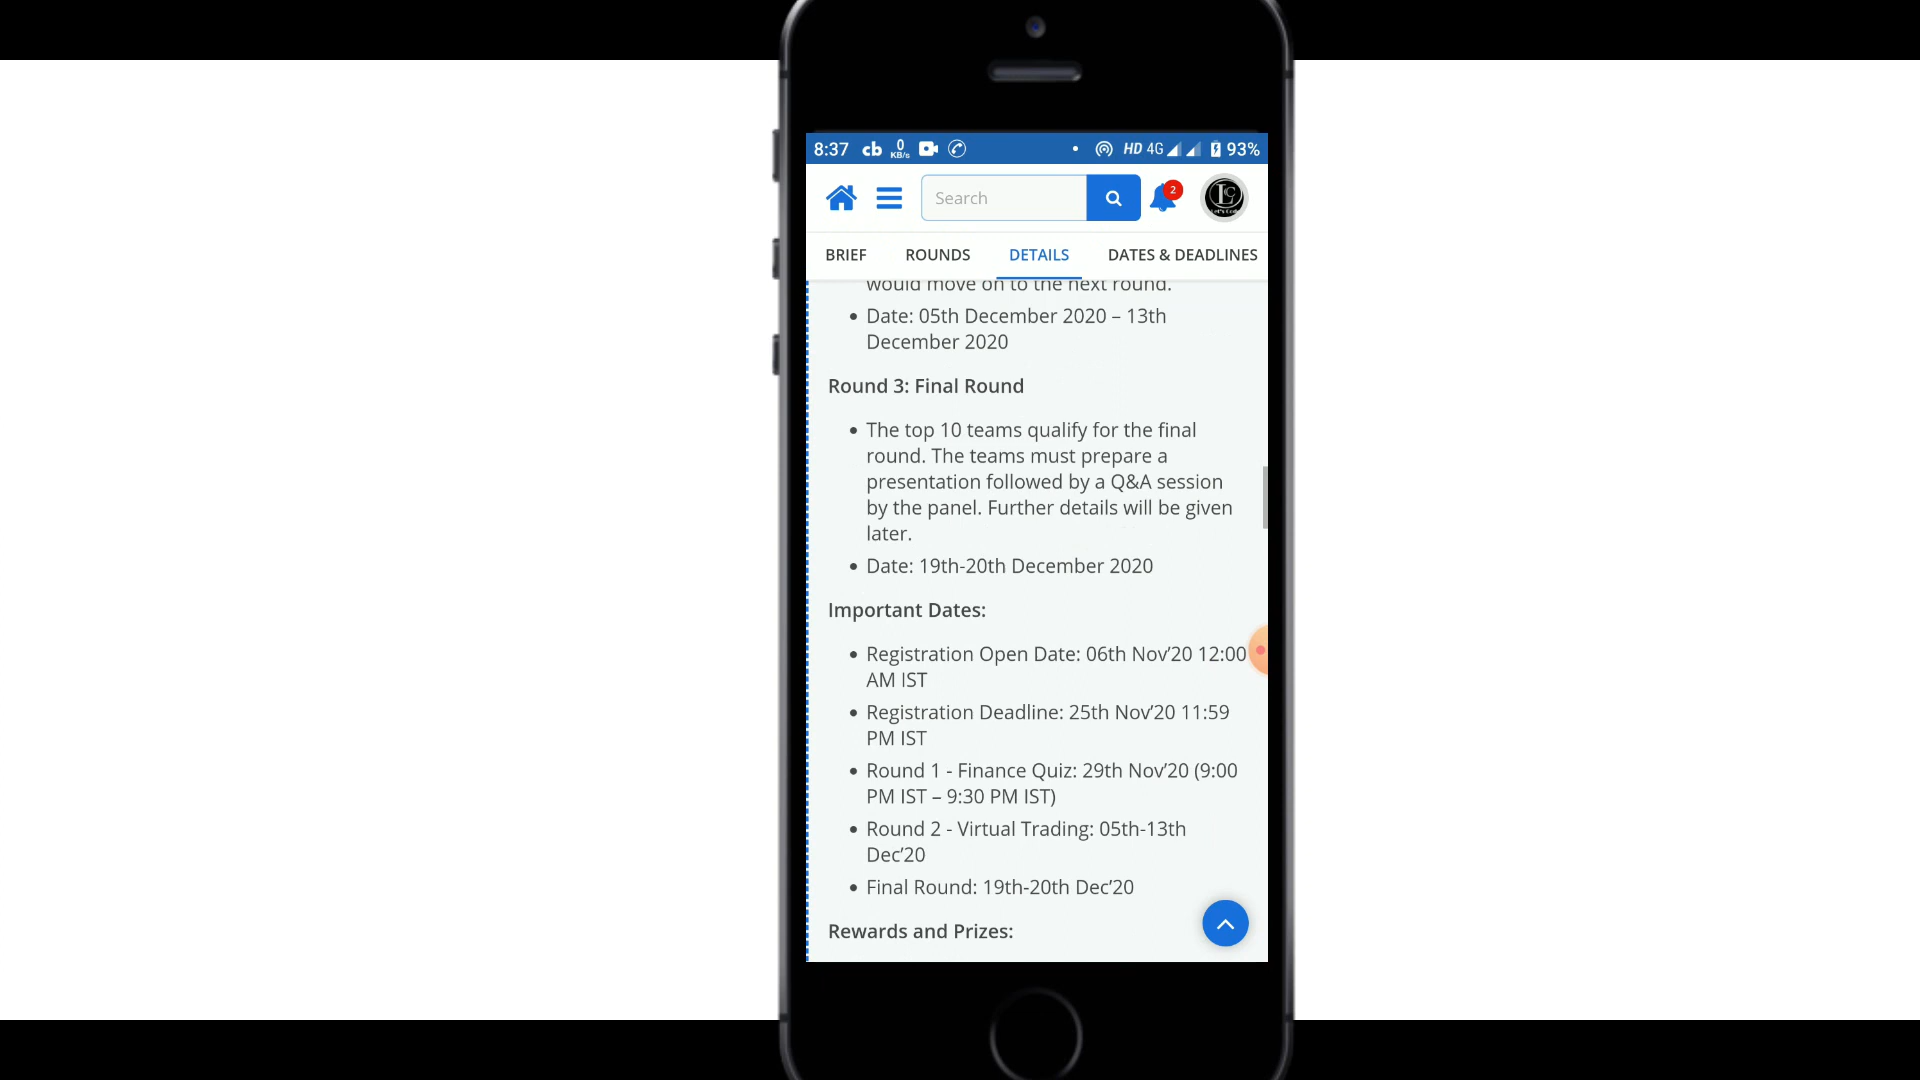 8:37 cb 0 KB/s HD 4G 93%
Search 2
LC
BRIEF ROUNDS DETAILS DATES & DEADLINES
would move on to the next round.
• Date: 05th December 2020 – 13th
December 2020
Round 3: Final Round
• The top 10 teams qualify for the final
round. The teams must prepare a
presentation followed by a Q&A session
by the panel. Further details will be given
later.
• Date: 19th-20th December 2020
Important Dates:
• Registration Open Date: 06th Nov’20 12:00
AM IST
• Registration Deadline: 25th Nov’20 11:59
PM IST
• Round 1 - Finance Quiz: 29th Nov’20 (9:00
PM IST – 9:30 PM IST)
• Round 2 - Virtual Trading: 05th-13th
Dec’20
• Final Round: 19th-20th Dec’20
Rewards and Prizes: